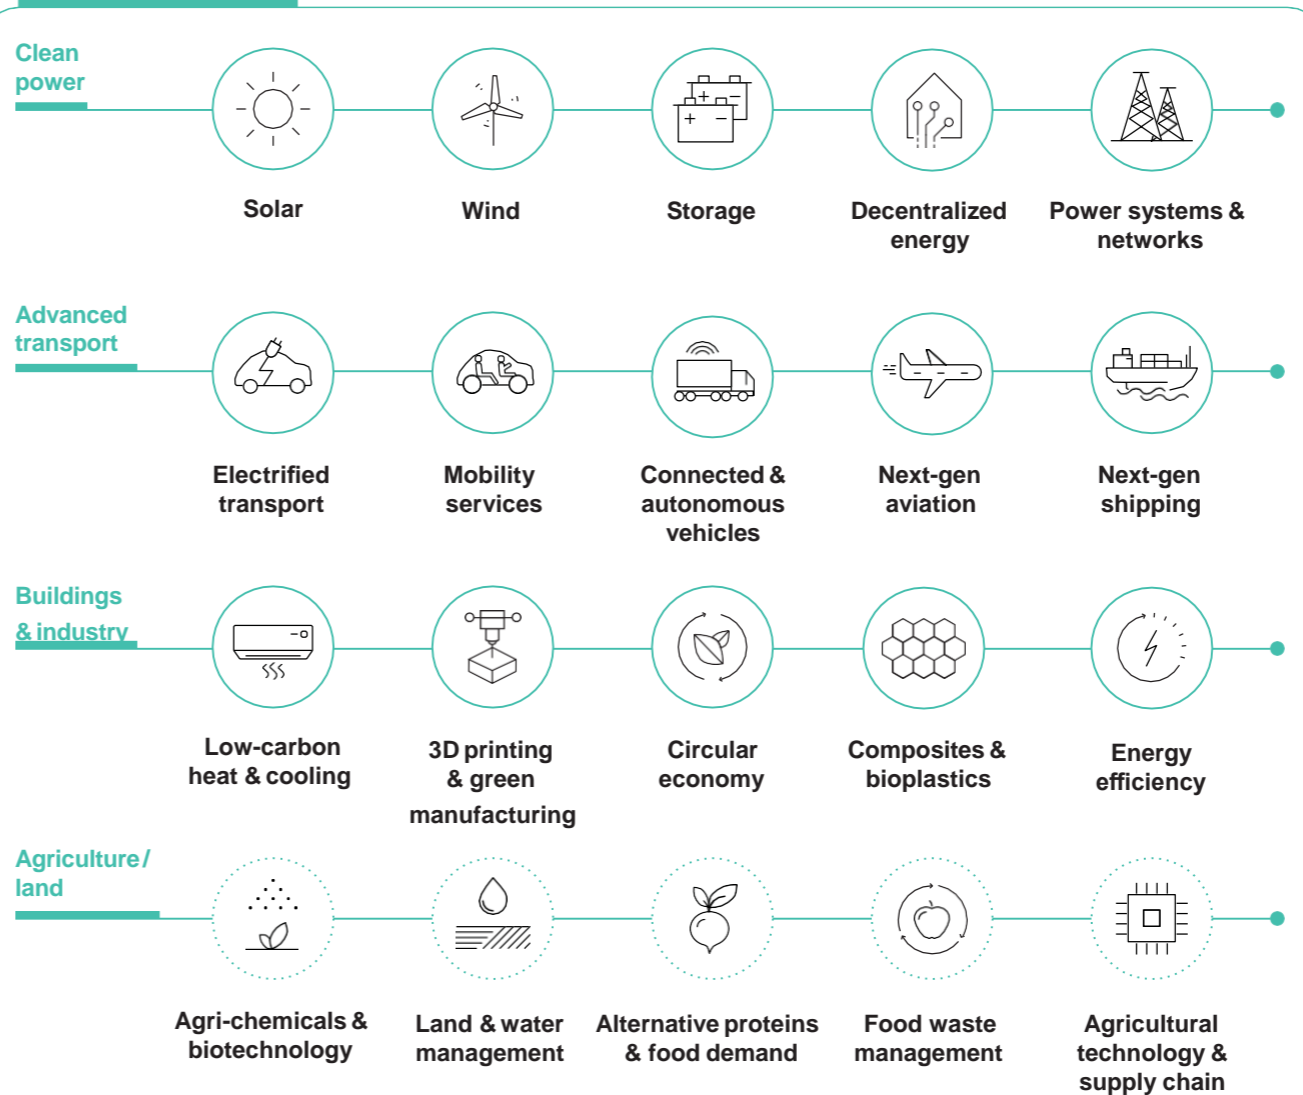 Clean
power
Solar
Wind
Storage
Decentralized
energy
Power systems &
networks
Advanced
transport
Electrified
transport
Mobility
services
Connected &
autonomous
vehicles
Next-gen
aviation
Next-gen
shipping
Buildings
& industry
Low-carbon
heat & cooling
3D printing
& green
manufacturing
Circular
economy
Composites &
bioplastics
Energy
efficiency
Agriculture/
land
Agri-chemicals &
biotechnology
Land & water
management
Alternative proteins
& food demand
Food waste
management
Agricultural
technology &
supply chain